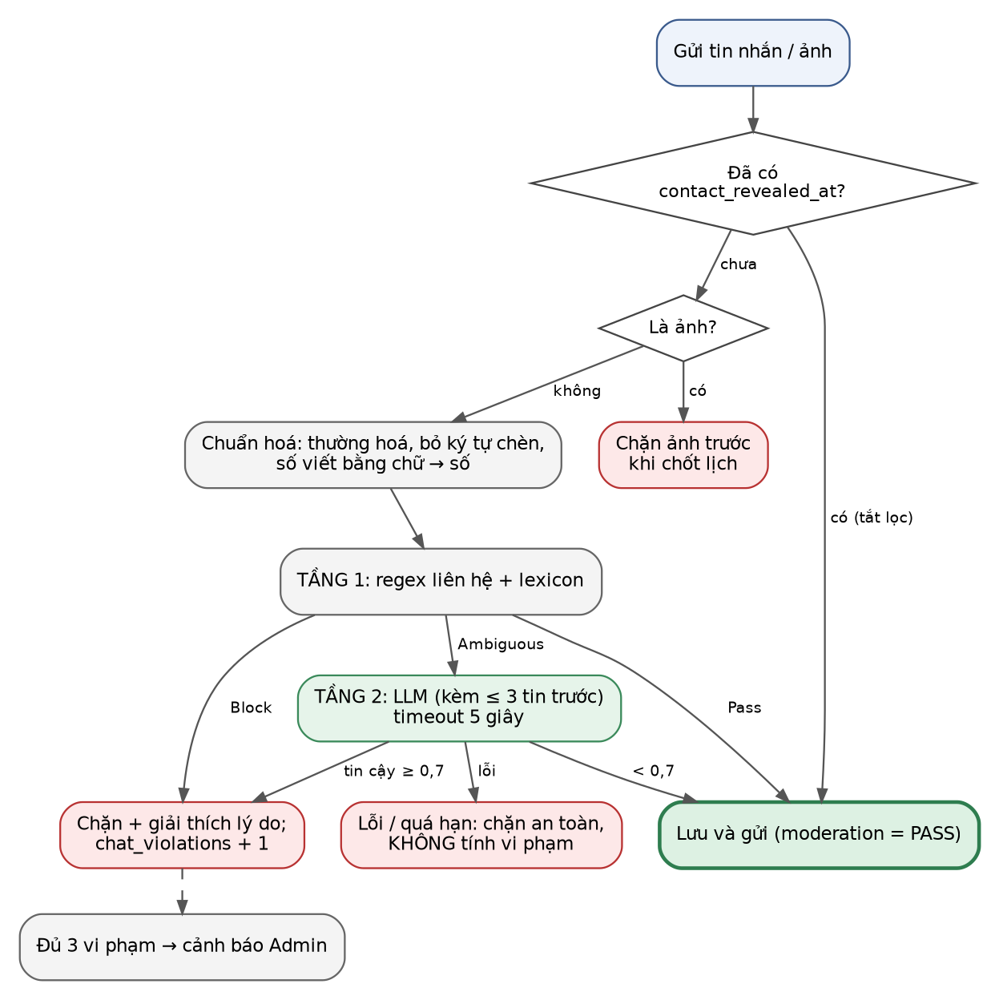 Gửi tin nhắn / ảnh
Đã có
contact_revealed_at?
chưa
Là ảnh?
không
có
Chuẩn hoá: thường hoá, bỏ ký tự chèn,
số viết bằng chữ → số
Chặn ảnh trước
khi chốt lịch
có (tắt lọc)
TẦNG 1: regex liên hệ + lexicon
Ambiguous
TẦNG 2: LLM (kèm ≤ 3 tin trước)
timeout 5 giây
Block
Pass
tin cậy ≥ 0,7
lỗi
< 0,7
Chặn + giải thích lý do;
chat_violations + 1
Lỗi / quá hạn: chặn an toàn,
KHÔNG tính vi phạm
Lưu và gửi (moderation = PASS)
Đủ 3 vi phạm → cảnh báo Admin